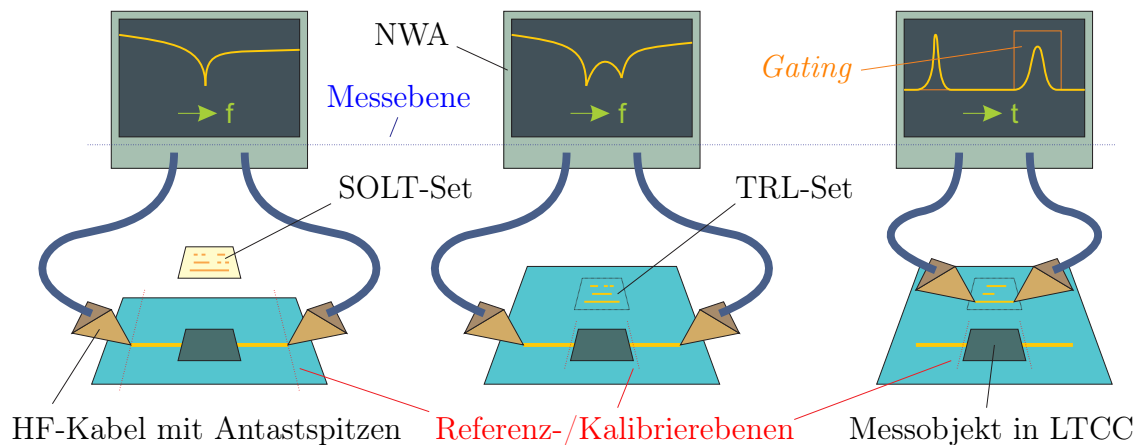 NWA
Gating
Messebene
f
f
t
SOLT-Set
TRL-Set
HF-Kabel mit Antastspitzen
Referenz-/Kalibrierebenen
Messobjekt in LTCC